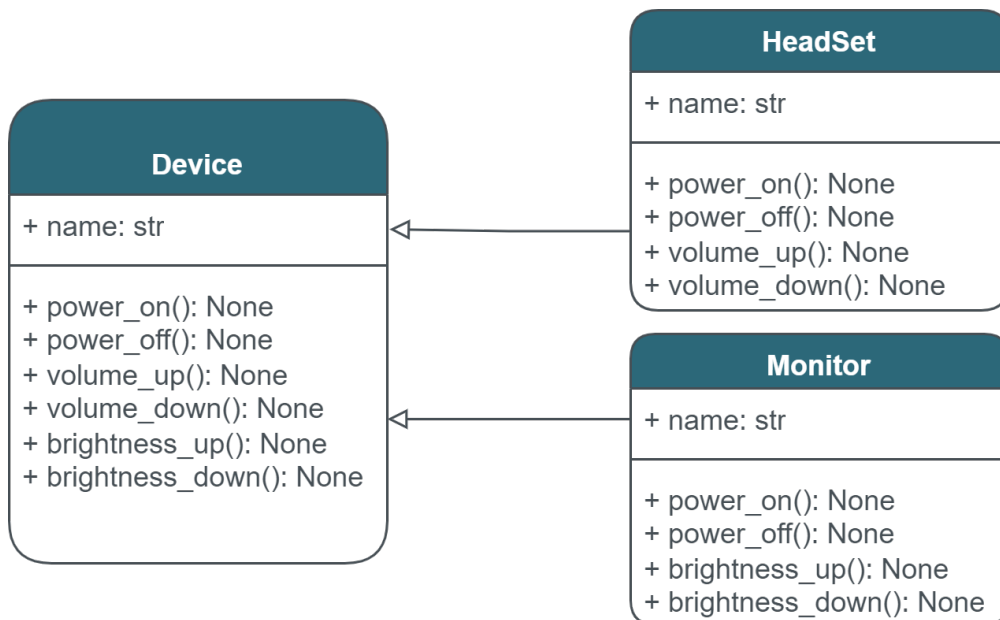 Device
+ name: str
+ power_on(): None
+ power_off(): None
+ volume_up(): None
+ volume_down(): None
+ brightness_up(): None
+ brightness_down(): None
HeadSet
+ name: str
+ power_on(): None
+ power_off(): None
+ volume_up(): None
+ volume_down(): None
Monitor
+ name: str
+ power_on(): None
+ power_off(): None
+ brightness_up(): None
+ brightness_down(): None